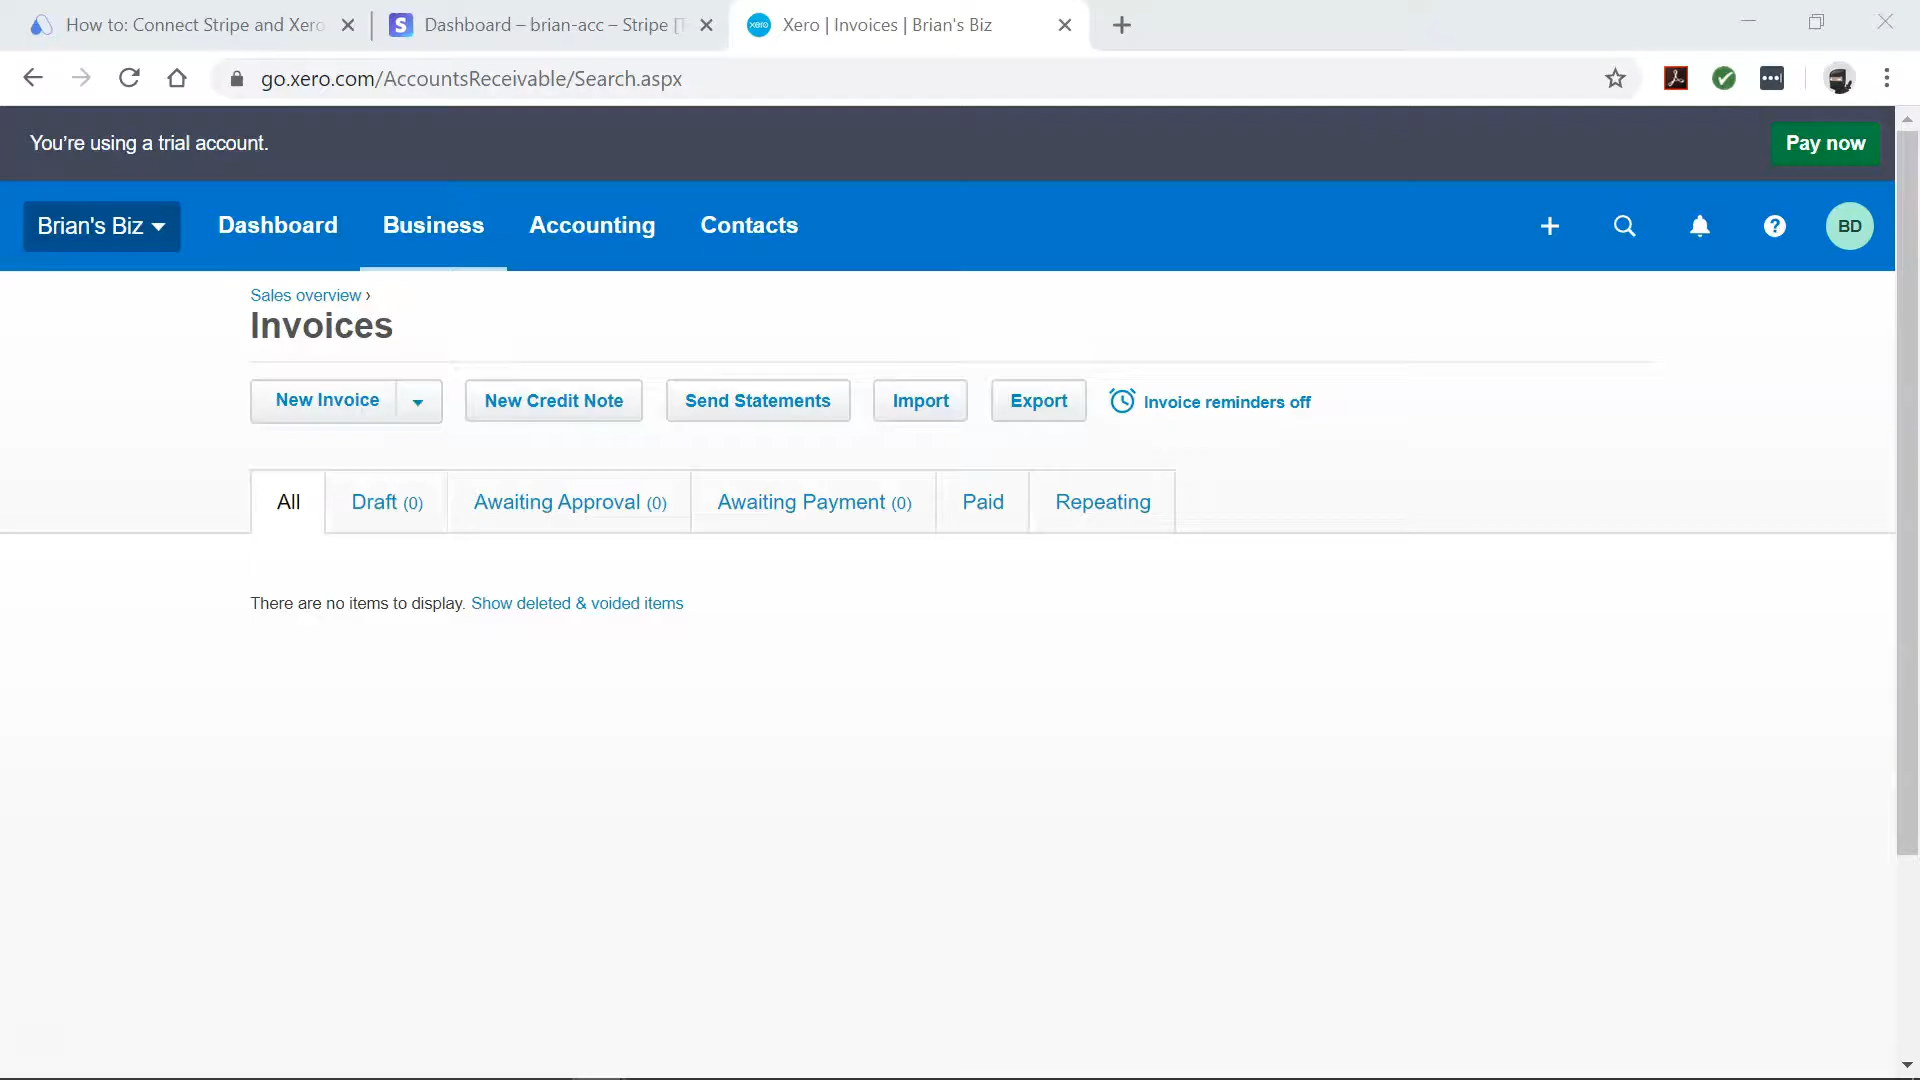 How to: Connect Stripe and Xero
Dashboard – brian-acc – Stripe [
Xero | Invoices | Brian's Biz
go.xero.com/AccountsReceivable/Search.aspx
You're using a trial account.
Pay now
Brian's Biz
Dashboard
Business
Accounting
Contacts
BD
Sales overview ›
Invoices
New Invoice
New Credit Note
Send Statements
Import
Export
Invoice reminders off
All
Draft (0)
Awaiting Approval (0)
Awaiting Payment (0)
Paid
Repeating
There are no items to display. Show deleted & voided items